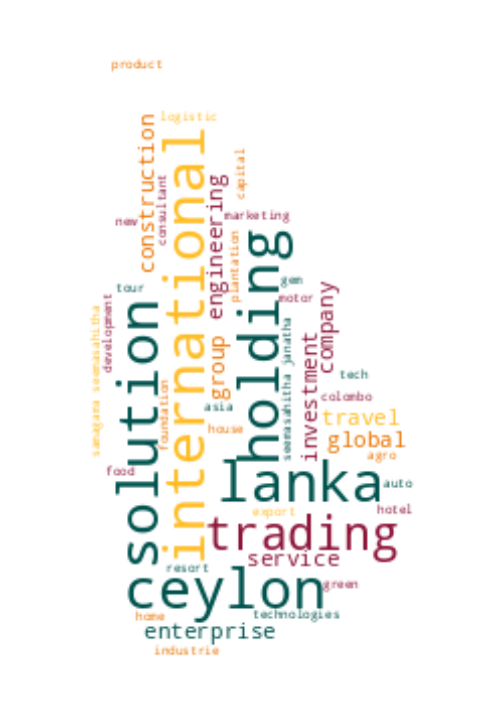 product
logistic
construction
international
capital
consultant
engineering
new
marketing
plantation
holding
gem
tour
motor
development
solution
company
samagama seemasahitha
seemasahitha janatha
investment
group
foundation
tech
asia
colombo
travel
house
global
agro
lanka
food
auto
export
hotel
trading
service
resort
ceylon
green
home
technologies
enterprise
industrie